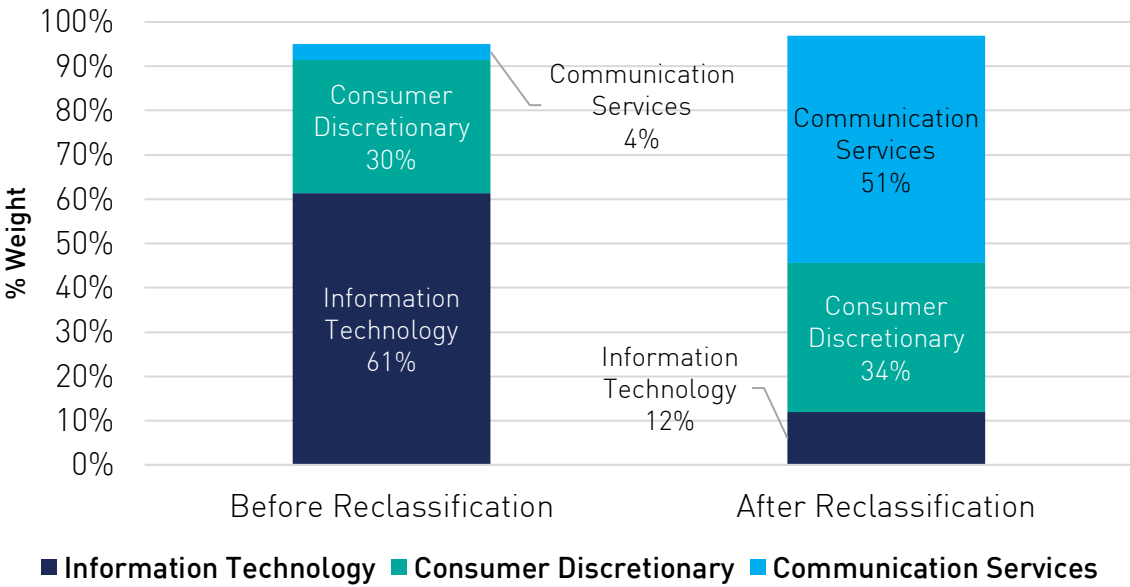 100%
90%
80%
70%
60%
50%
40%
30%
20%
10%
0%
% Weight
Consumer
Discretionary
30%
Information
Technology
61%
Communication
Services
4%
Communication
Services
51%
Consumer
Discretionary
34%
Information
Technology
12%
Before Reclassification
After Reclassification
Information Technology
Consumer Discretionary
Communication Services